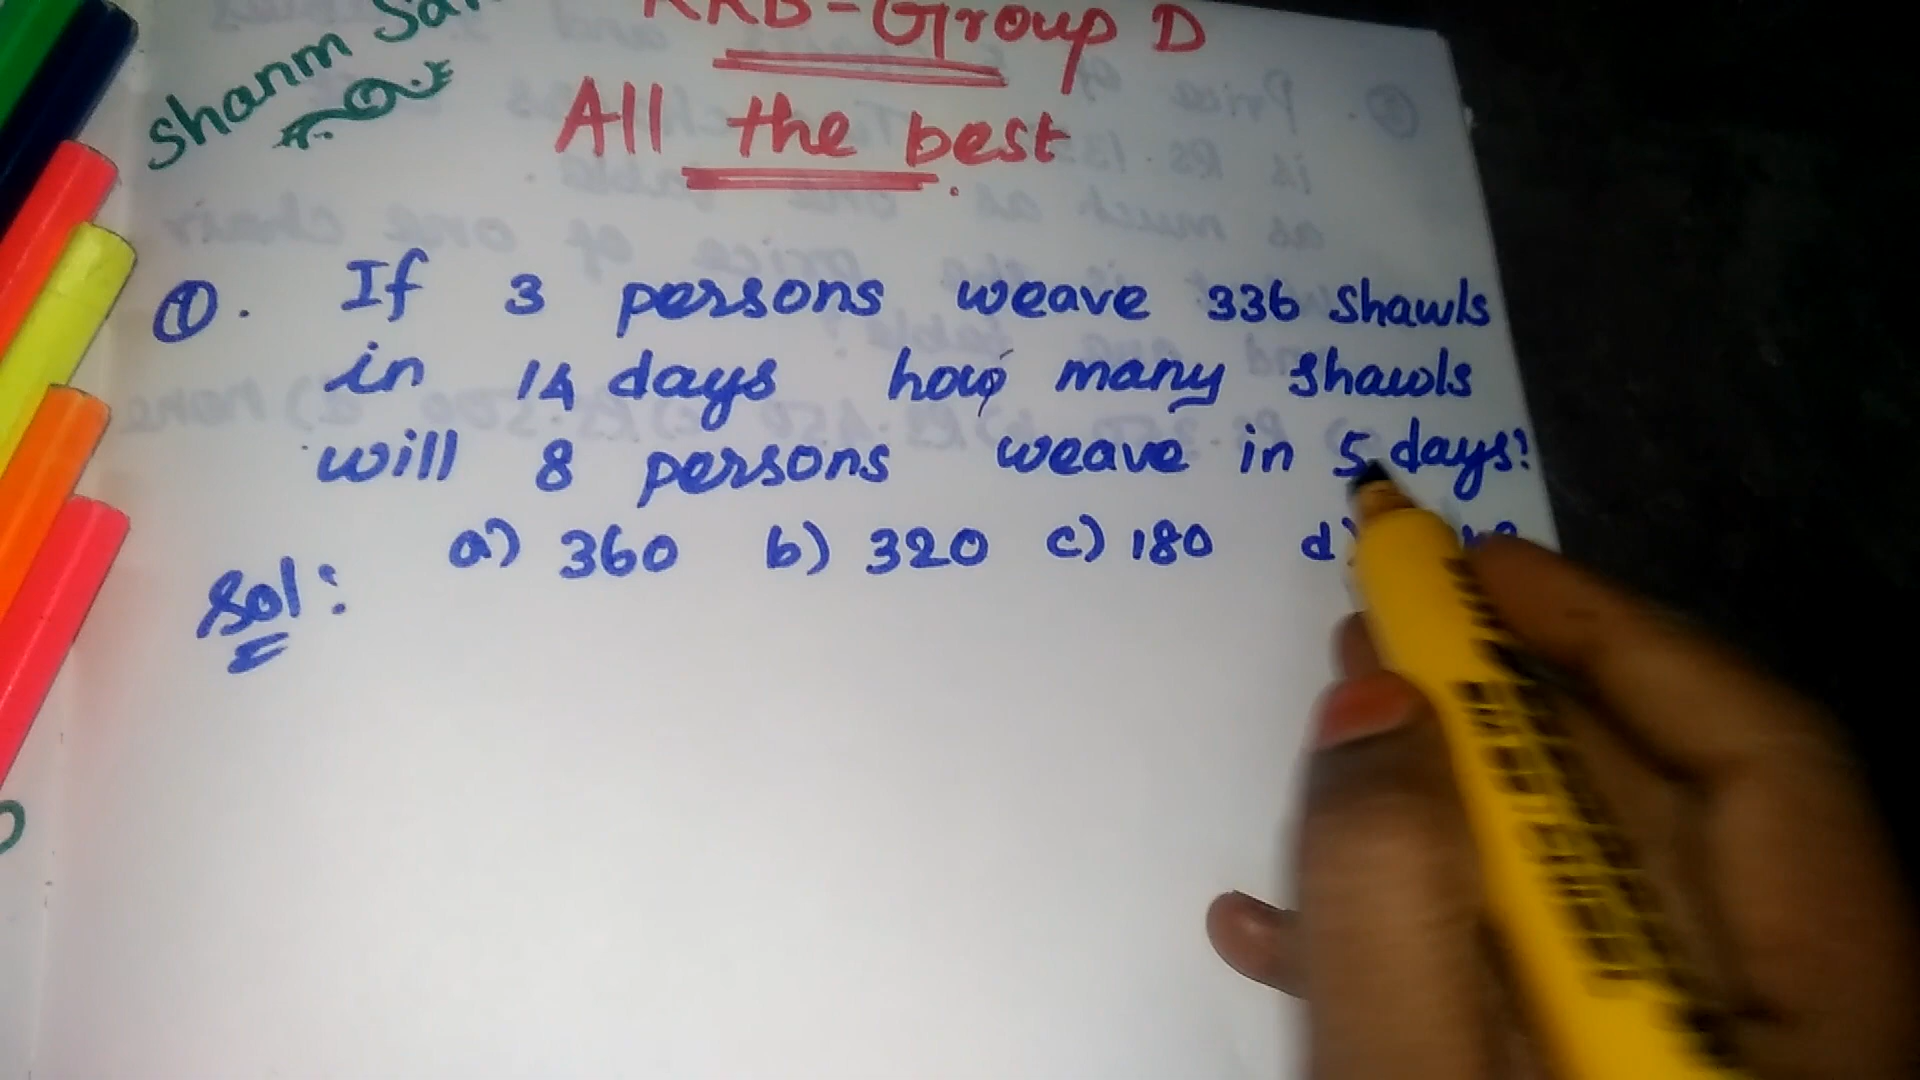 Shanm
RRB-Group D
All the best
①. If 3 persons weave 336 shawls
in 14 days how many shawls
will 8 persons weave in 5 days?
a) 360 b) 320 c) 180 d)
Sol: